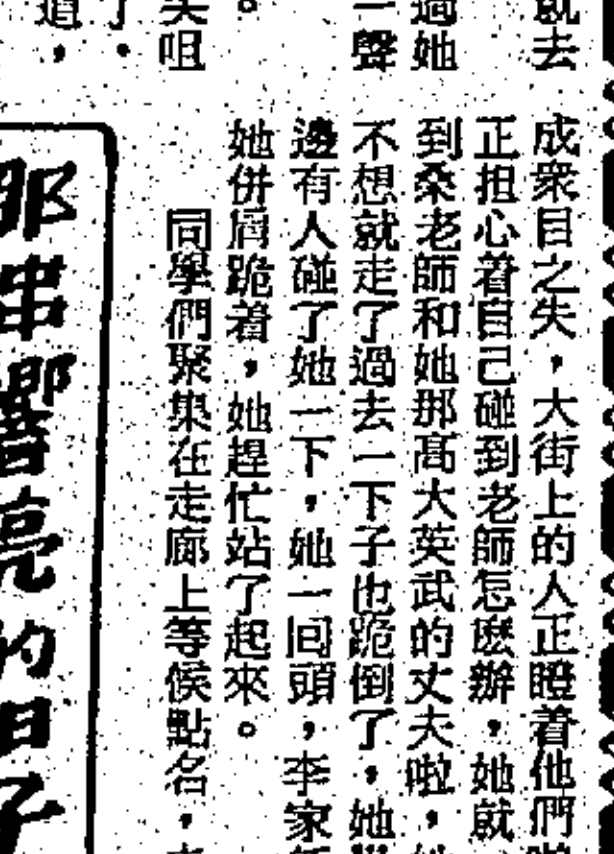 就去
過她
一聲
。
咀
了．
道，
成衆目之失，大街上的人正瞪着他們
正担心着自己碰到老師怎麽辦，她就
到桑老師和她那高大英武的丈夫啦，
不想就走了過去一下子也跪倒了，她
邊有人碰了她一下，她一回頭，李家
她併肩跪着，她趕忙站了起來。
同學們聚集在走廊上等候點名，
那串響亮的日子